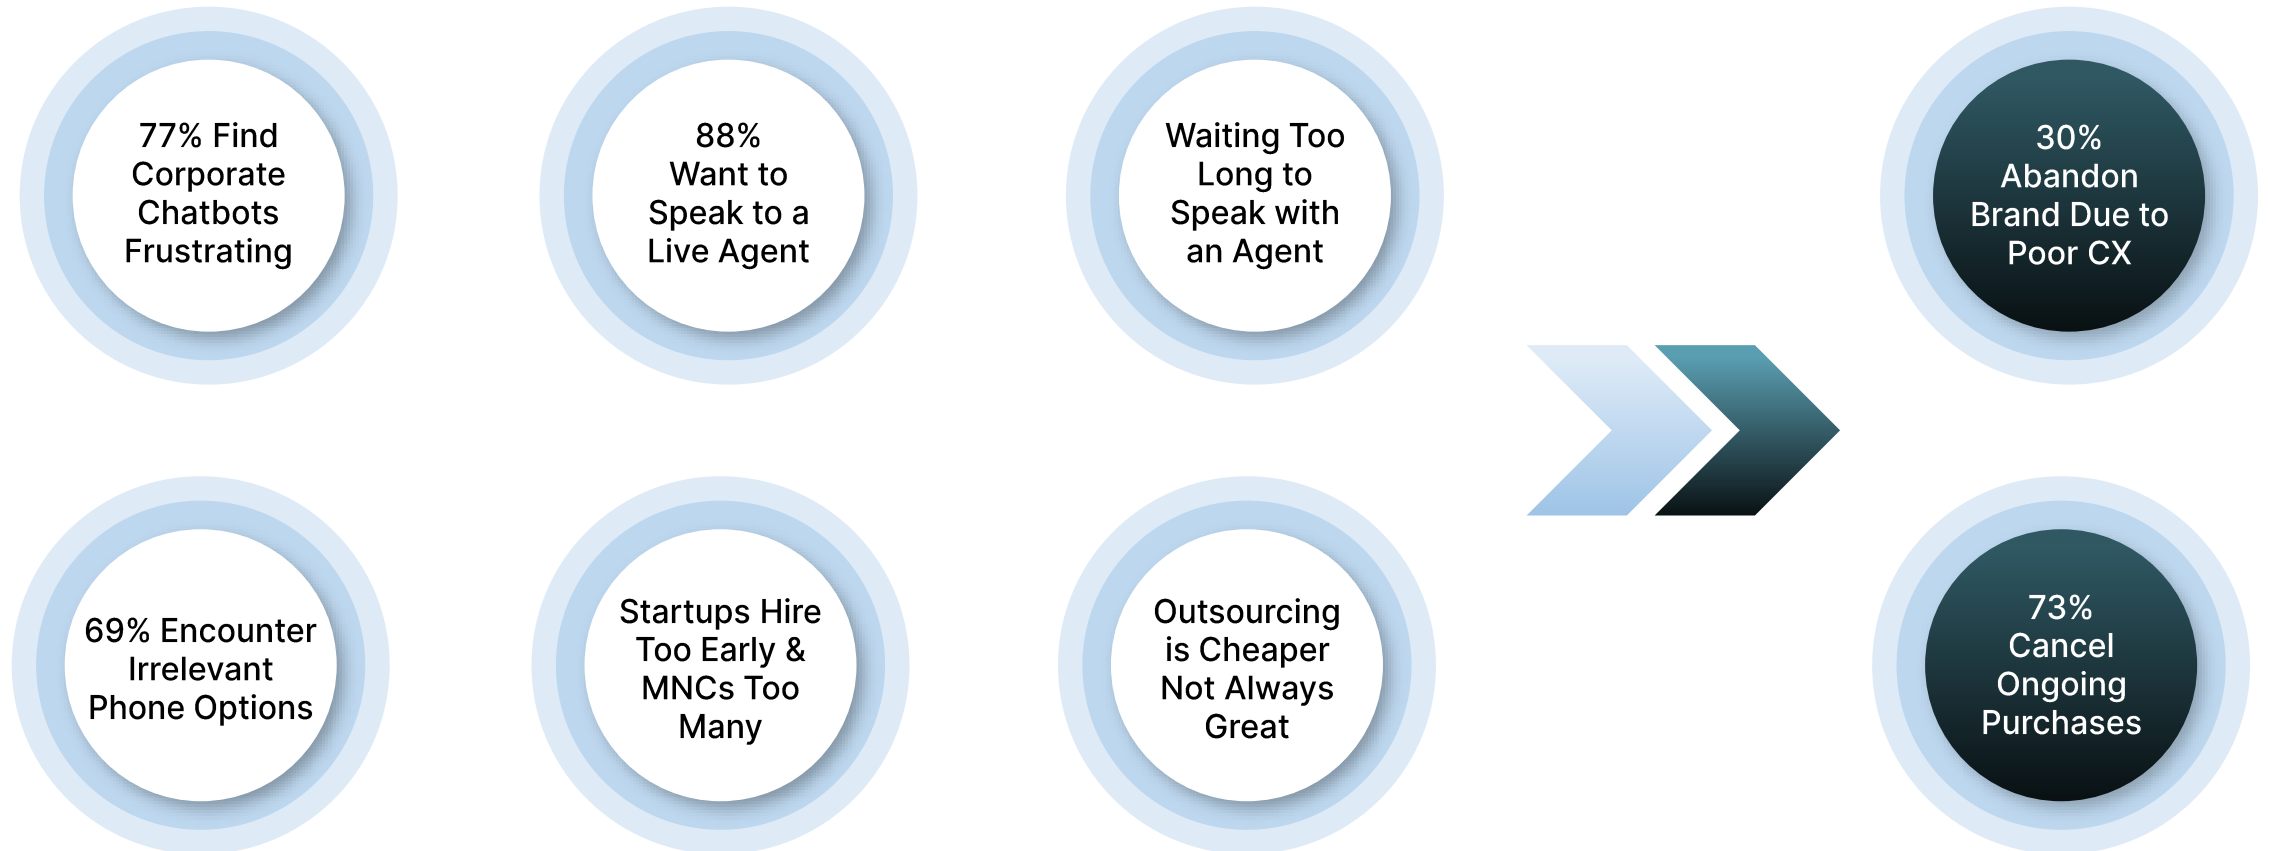 77% Find
Corporate
Chatbots
Frustrating
88%
Want to
Speak to a
Live Agent
Waiting Too
Long to
Speak with
an Agent
30%
Abandon
Brand Due to
Poor CX
69% Encounter
Irrelevant
Phone Options
Startups Hire
Too Early &
MNCs Too
Many
Outsourcing
is Cheaper
Not Always
Great
73%
Cancel
Ongoing
Purchases